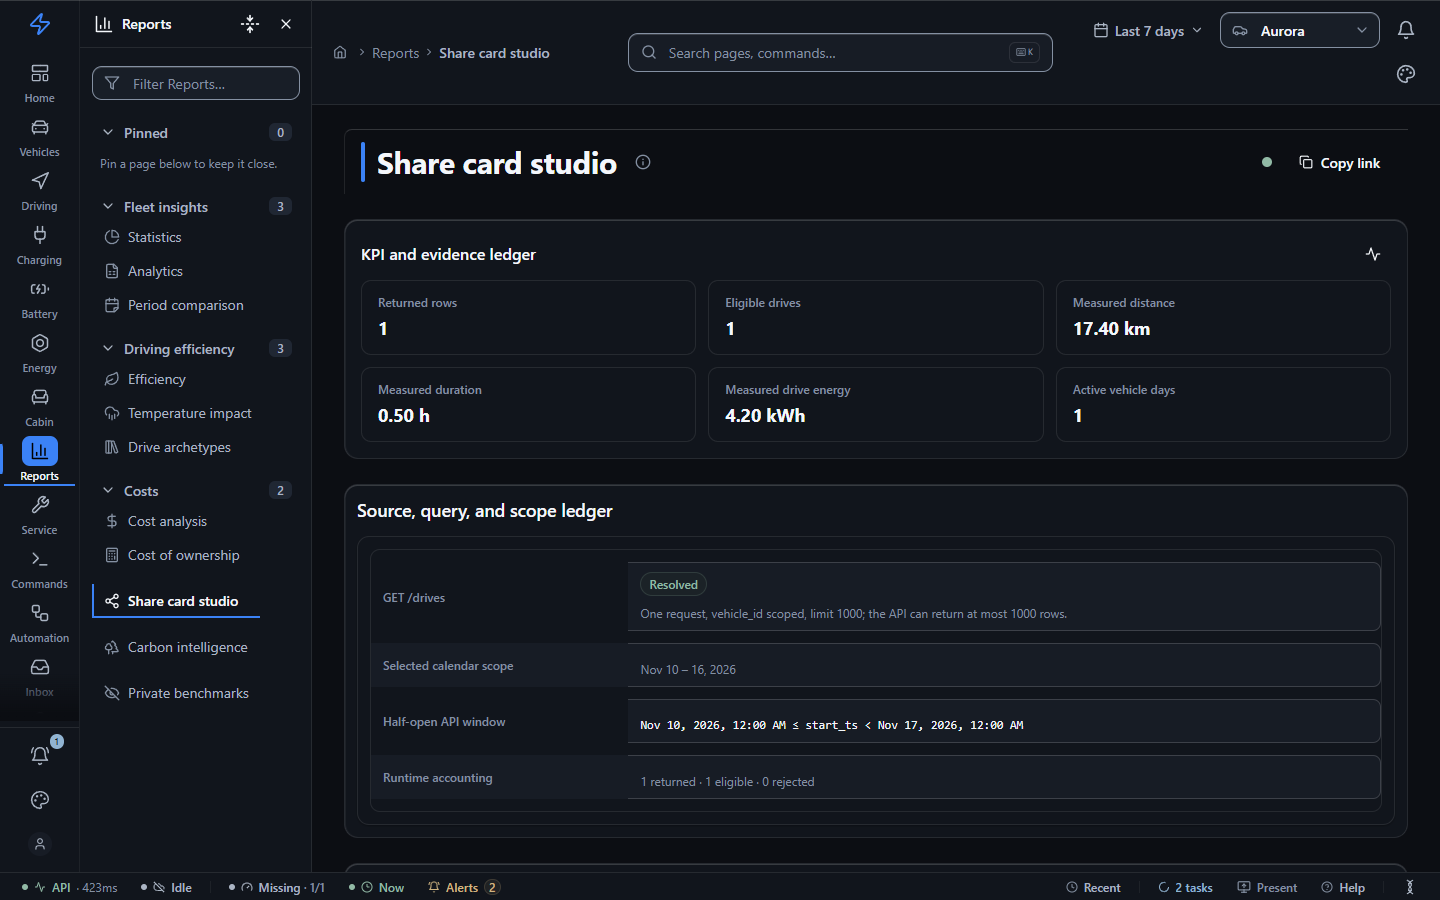 Home
Vehicles
Driving
Charging
Battery
Energy
Cabin
Reports
Service
Commands
Automation
Inbox
1
Reports
Filter Reports...
Pinned 0
Pin a page below to keep it close.
Fleet insights 3
Statistics
Analytics
Period comparison
Driving efficiency 3
Efficiency
Temperature impact
Drive archetypes
Costs 2
Cost analysis
Cost of ownership
Share card studio
Carbon intelligence
Private benchmarks
Reports
Share card studio
Search pages, commands...
K
Last 7 days
Aurora
Share card studio
Copy link
KPI and evidence ledger
Returned rows
1
Eligible drives
1
Measured distance
17.40 km
Measured duration
0.50 h
Measured drive energy
4.20 kWh
Active vehicle days
1
Source, query, and scope ledger
GET /drives
Resolved
One request, vehicle_id scoped, limit 1000; the API can return at most 1000 rows.
Selected calendar scope
Nov 10 – 16, 2026
Half-open API window
Nov 10, 2026, 12:00 AM ≤ start_ts < Nov 17, 2026, 12:00 AM
Runtime accounting
1 returned · 1 eligible · 0 rejected
API · 423ms
Idle
Missing · 1/1
Now
Alerts 2
Recent
2 tasks
Present
Help